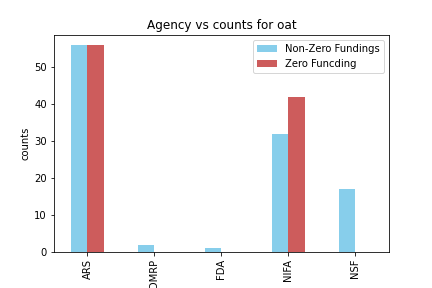 Agency vs counts for oat
Non-Zero Fundings
Zero Funcding
counts
50
40
30
20
10
0
ARS
DMRP
FDA
NIFA
NSF